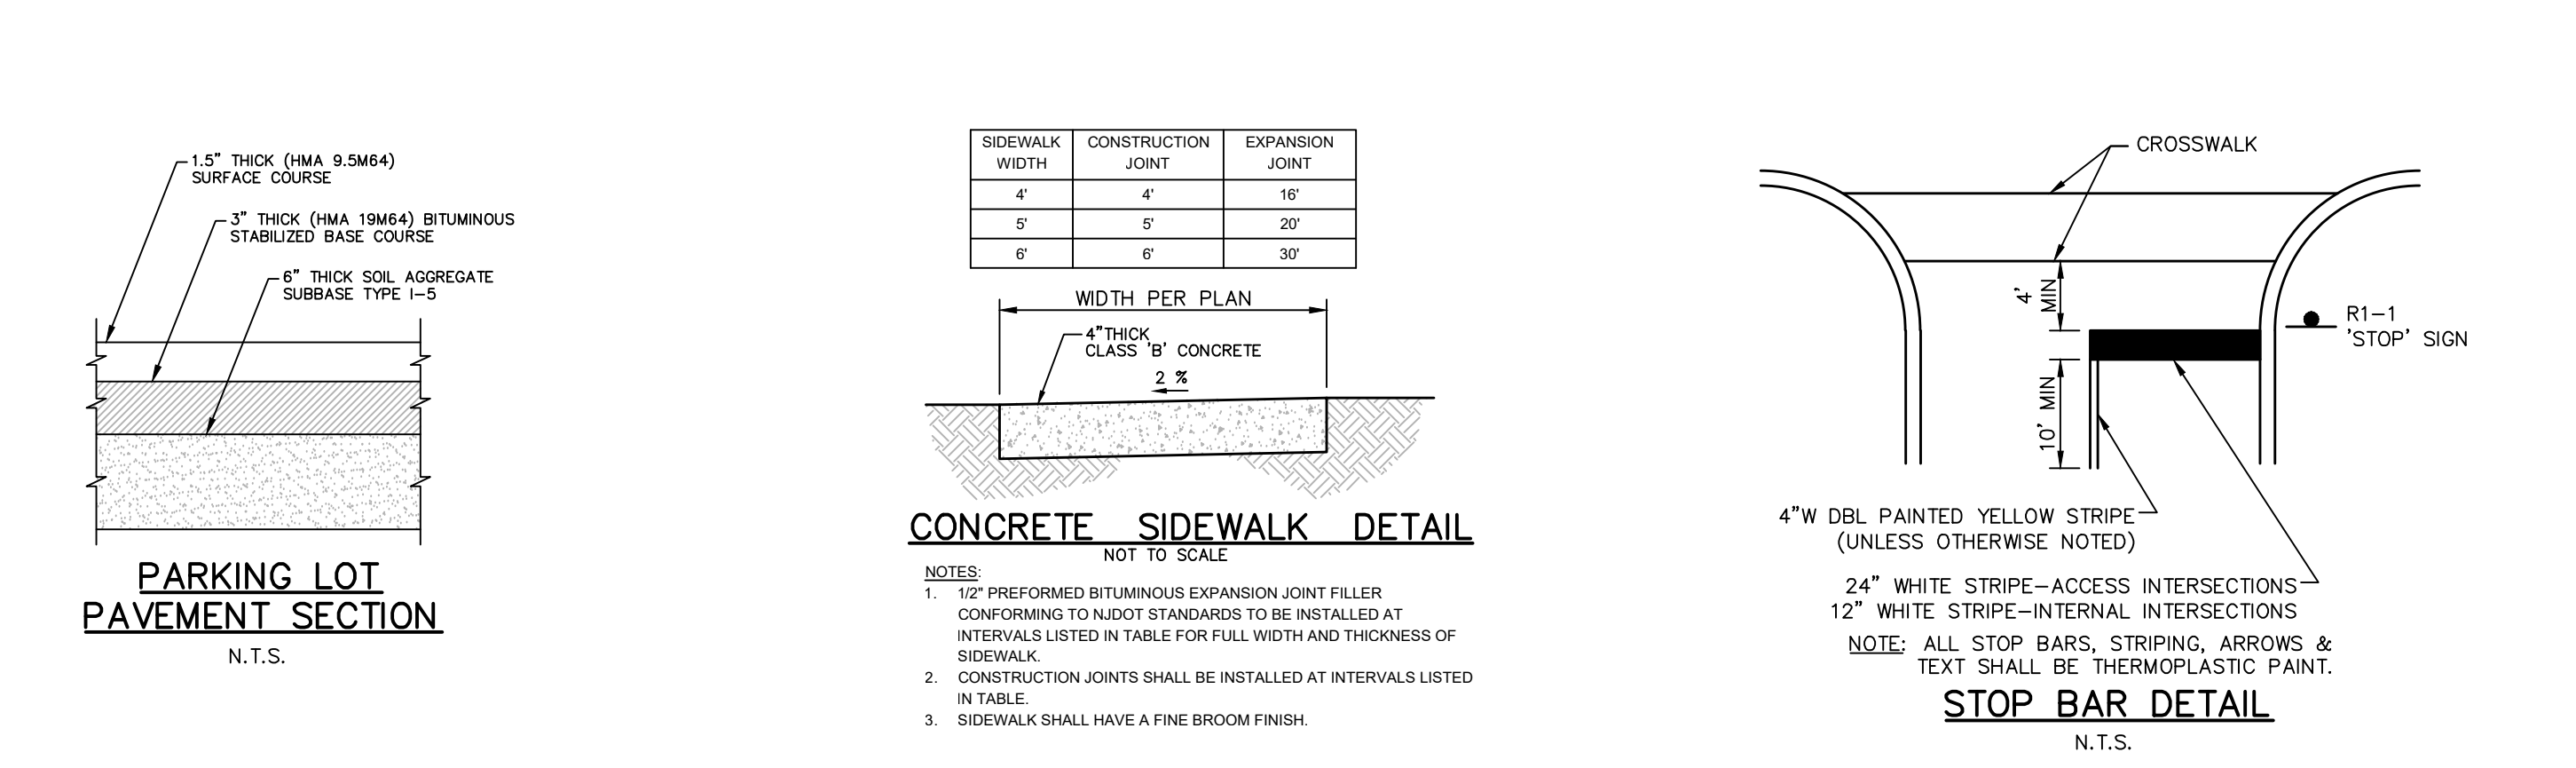 1.5" THICK (HMA 9.5M64)
SURFACE COURSE
3" THICK (HMA 19M64) BITUMINOUS
STABILIZED BASE COURSE
6" THICK SOIL AGGREGATE
SUBBASE TYPE I-5
PARKING LOT
PAVEMENT SECTION
N.T.S.
SIDEWALK WIDTH CONSTRUCTION JOINT EXPANSION JOINT
4' 4' 16'
5' 5' 20'
6' 6' 30'
WIDTH PER PLAN
4"THICK
CLASS 'B' CONCRETE
2 %
CONCRETE SIDEWALK DETAIL
NOT TO SCALE
NOTES:
1. 1/2" PREFORMED BITUMINOUS EXPANSION JOINT FILLER
CONFORMING TO NJDOT STANDARDS TO BE INSTALLED AT
INTERVALS LISTED IN TABLE FOR FULL WIDTH AND THICKNESS OF
SIDEWALK.
2. CONSTRUCTION JOINTS SHALL BE INSTALLED AT INTERVALS LISTED
IN TABLE.
3. SIDEWALK SHALL HAVE A FINE BROOM FINISH.
CROSSWALK
4'
MIN
R1-1
'STOP' SIGN
10' MIN
4"W DBL PAINTED YELLOW STRIPE
(UNLESS OTHERWISE NOTED)
24" WHITE STRIPE-ACCESS INTERSECTIONS
12" WHITE STRIPE-INTERNAL INTERSECTIONS
NOTE: ALL STOP BARS, STRIPING, ARROWS &
TEXT SHALL BE THERMOPLASTIC PAINT.
STOP BAR DETAIL
N.T.S.